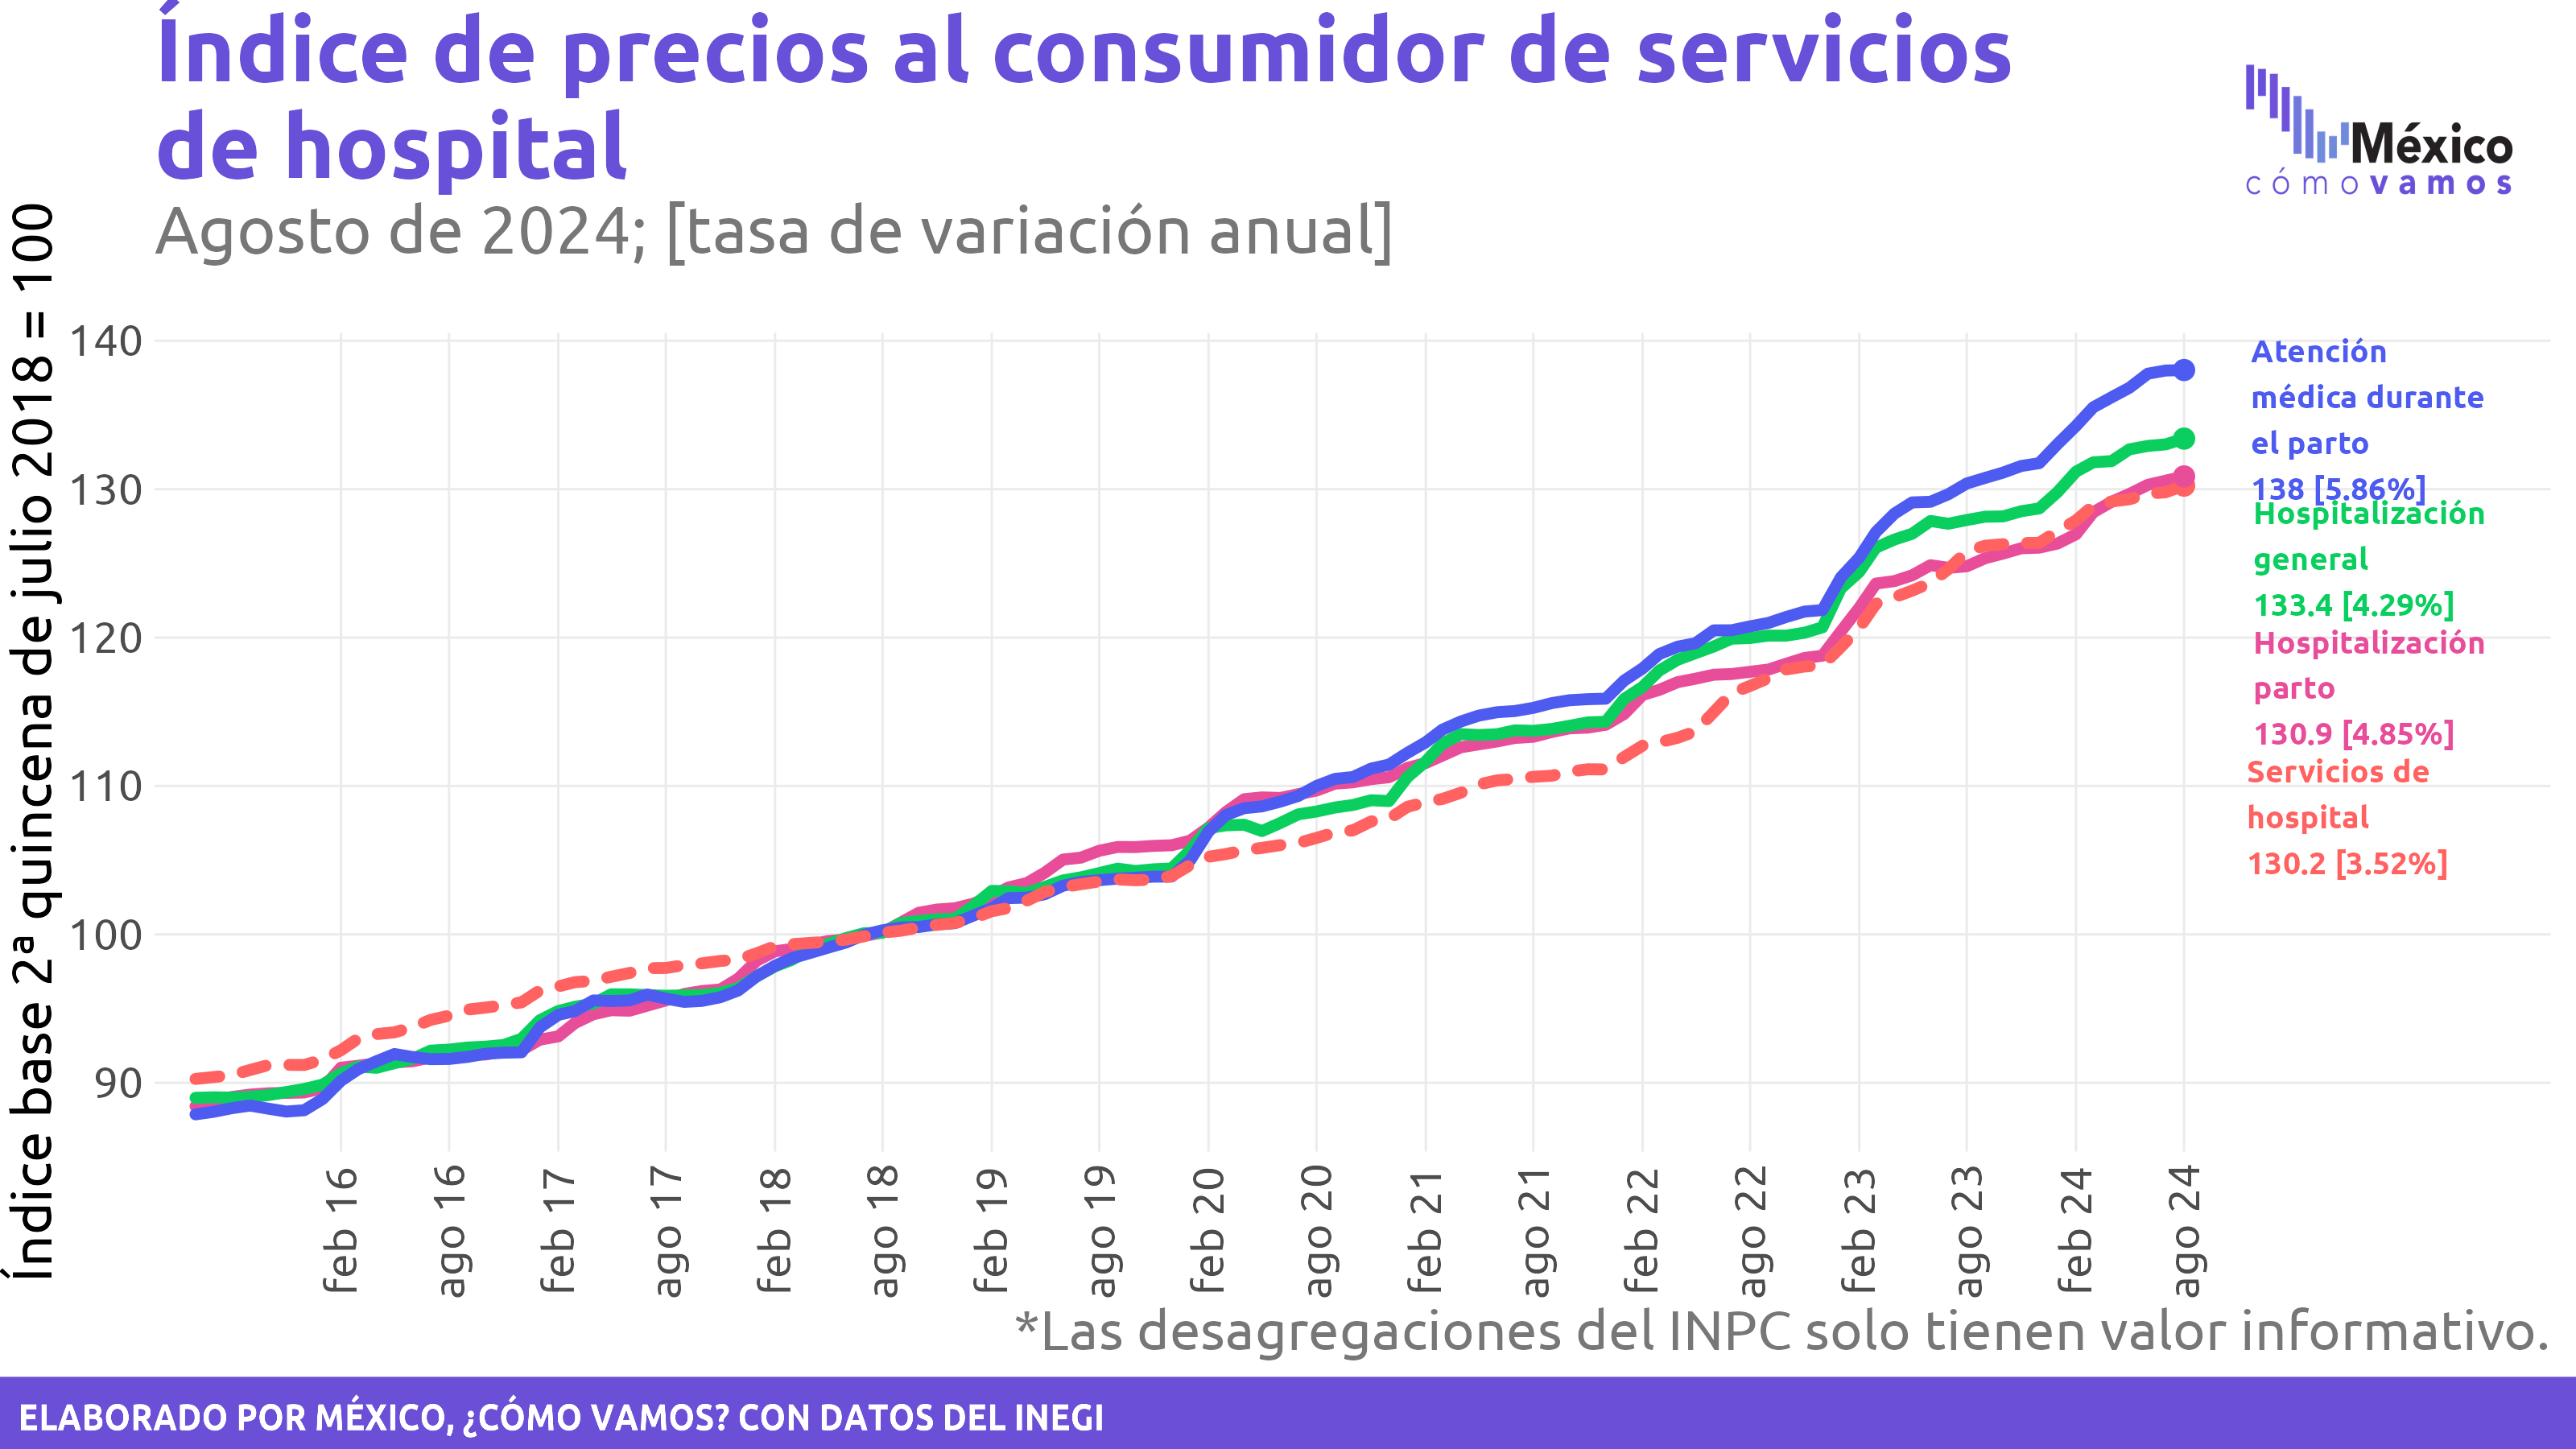 Índice de precios al consumidor de servicios
de hospital
Agosto de 2024; [tasa de variación anual]
México
cómo vamos
Índice base 2ª quincena de julio 2018 = 100
140
130
120
110
100
90
Atención
médica durante
el parto
138 [5.86%]
Hospitalización
general
133.4 [4.29%]
Hospitalización
parto
130.9 [4.85%]
Servicios de
hospital
130.2 [3.52%]
feb 16
ago 16
feb 17
ago 17
feb 18
ago 18
feb 19
ago 19
feb 20
ago 20
feb 21
ago 21
feb 22
ago 22
feb 23
ago 23
feb 24
ago 24
*Las desagregaciones del INPC solo tienen valor informativo.
ELABORADO POR MÉXICO, ¿CÓMO VAMOS? CON DATOS DEL INEGI